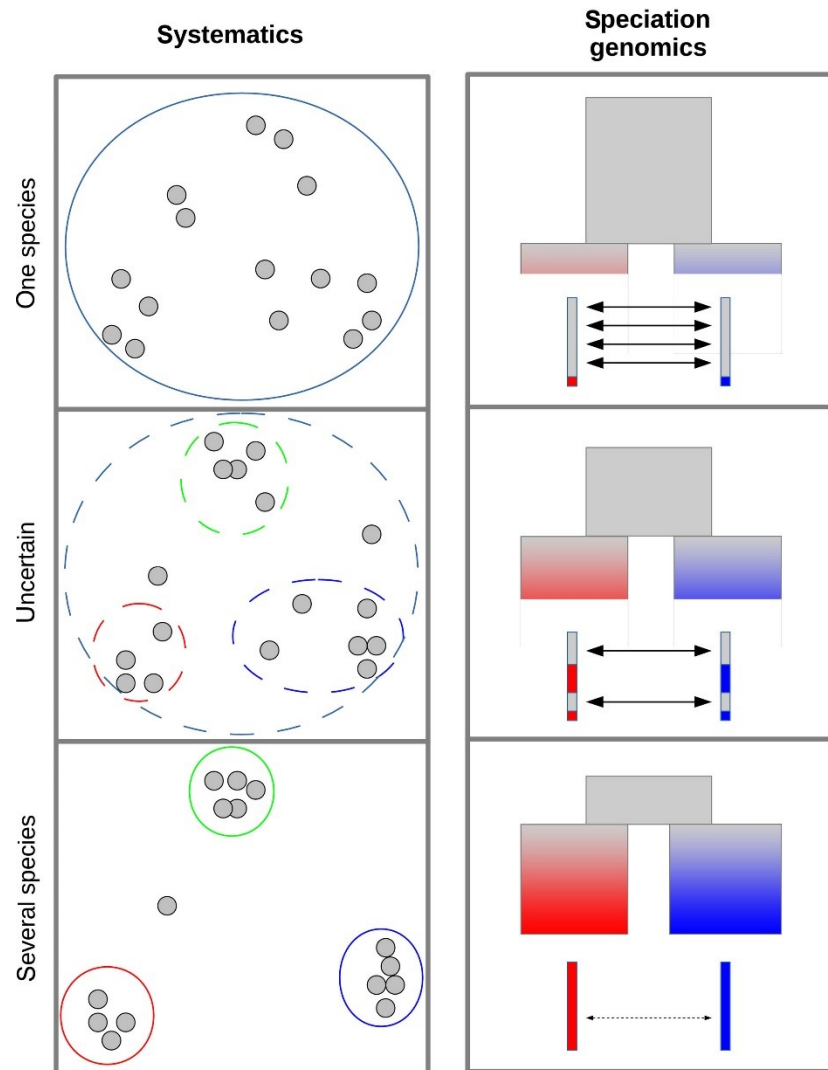 Systematics
Speciation
genomics
One species
Uncertain
Several species